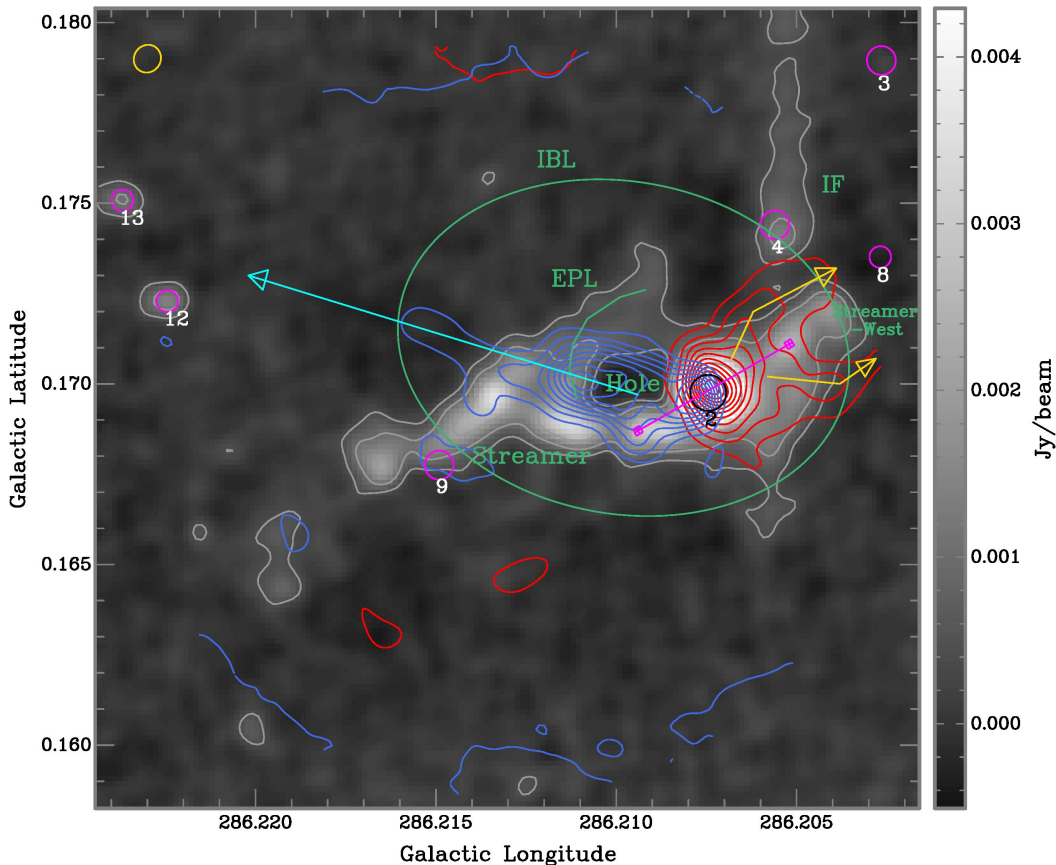 0.180
0.004
3
IBL
IF
0.175
13
4
0.003
8
EPL
12
Streamer
-West
0.170
Hole
2
0.002
Galactic Latitude
Jy/beam
Streamer
9
0.165
0.001
0.160
0.000
286.220
286.215
286.210
286.205
Galactic Longitude